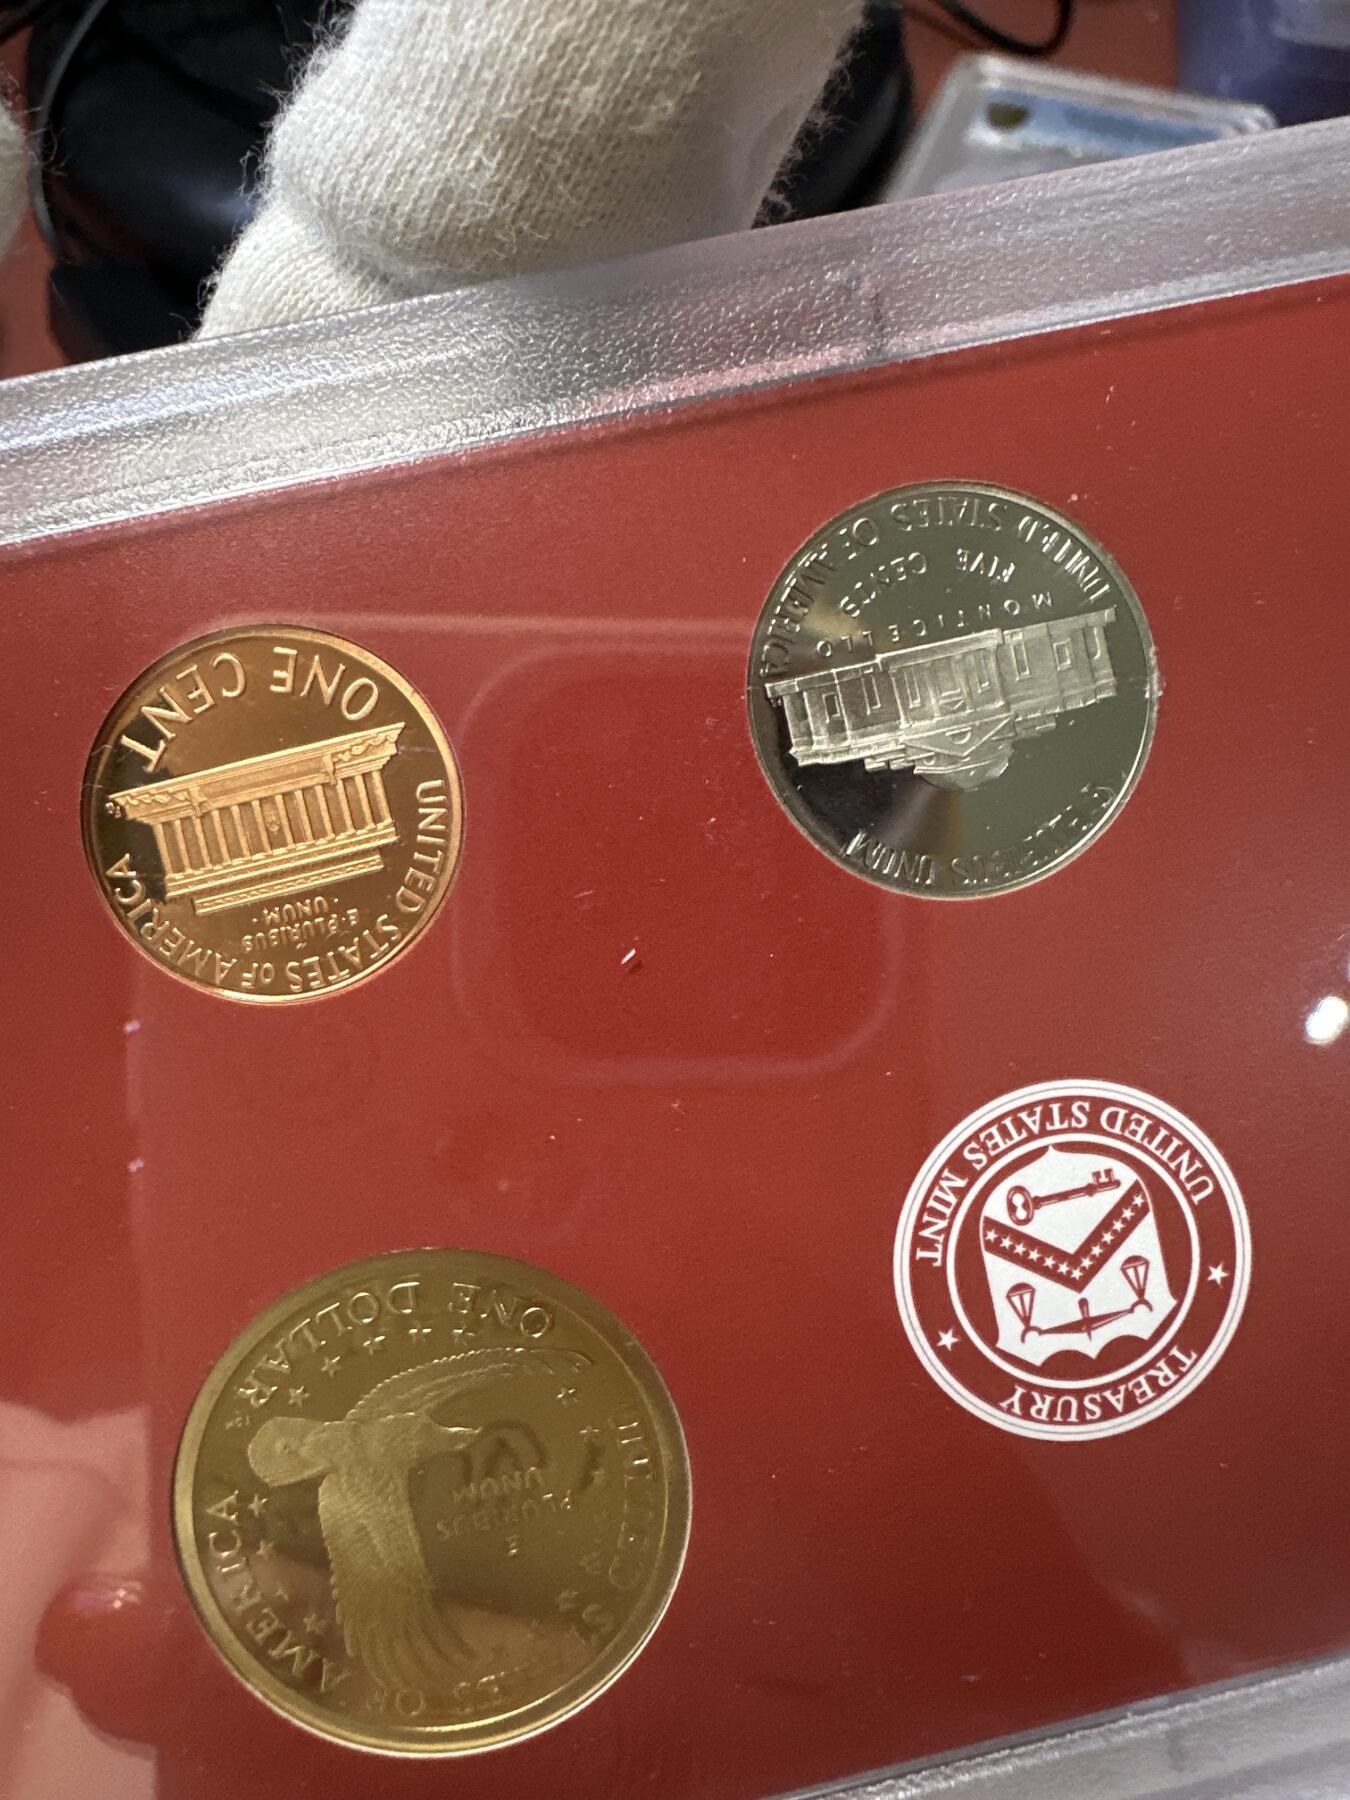 ONE CENT
UNITED STATES OF AMERICA
E·PLURIBUS
·UNUM·
E PLURIBUS UNUM
MONTICELLO
FIVE CENTS
UNITED STATES OF AMERICA
UNITED STATES MINT
TREASURY
UNITED STATES OF AMERICA
E
PLURIBUS
UNUM
ONE DOLLAR